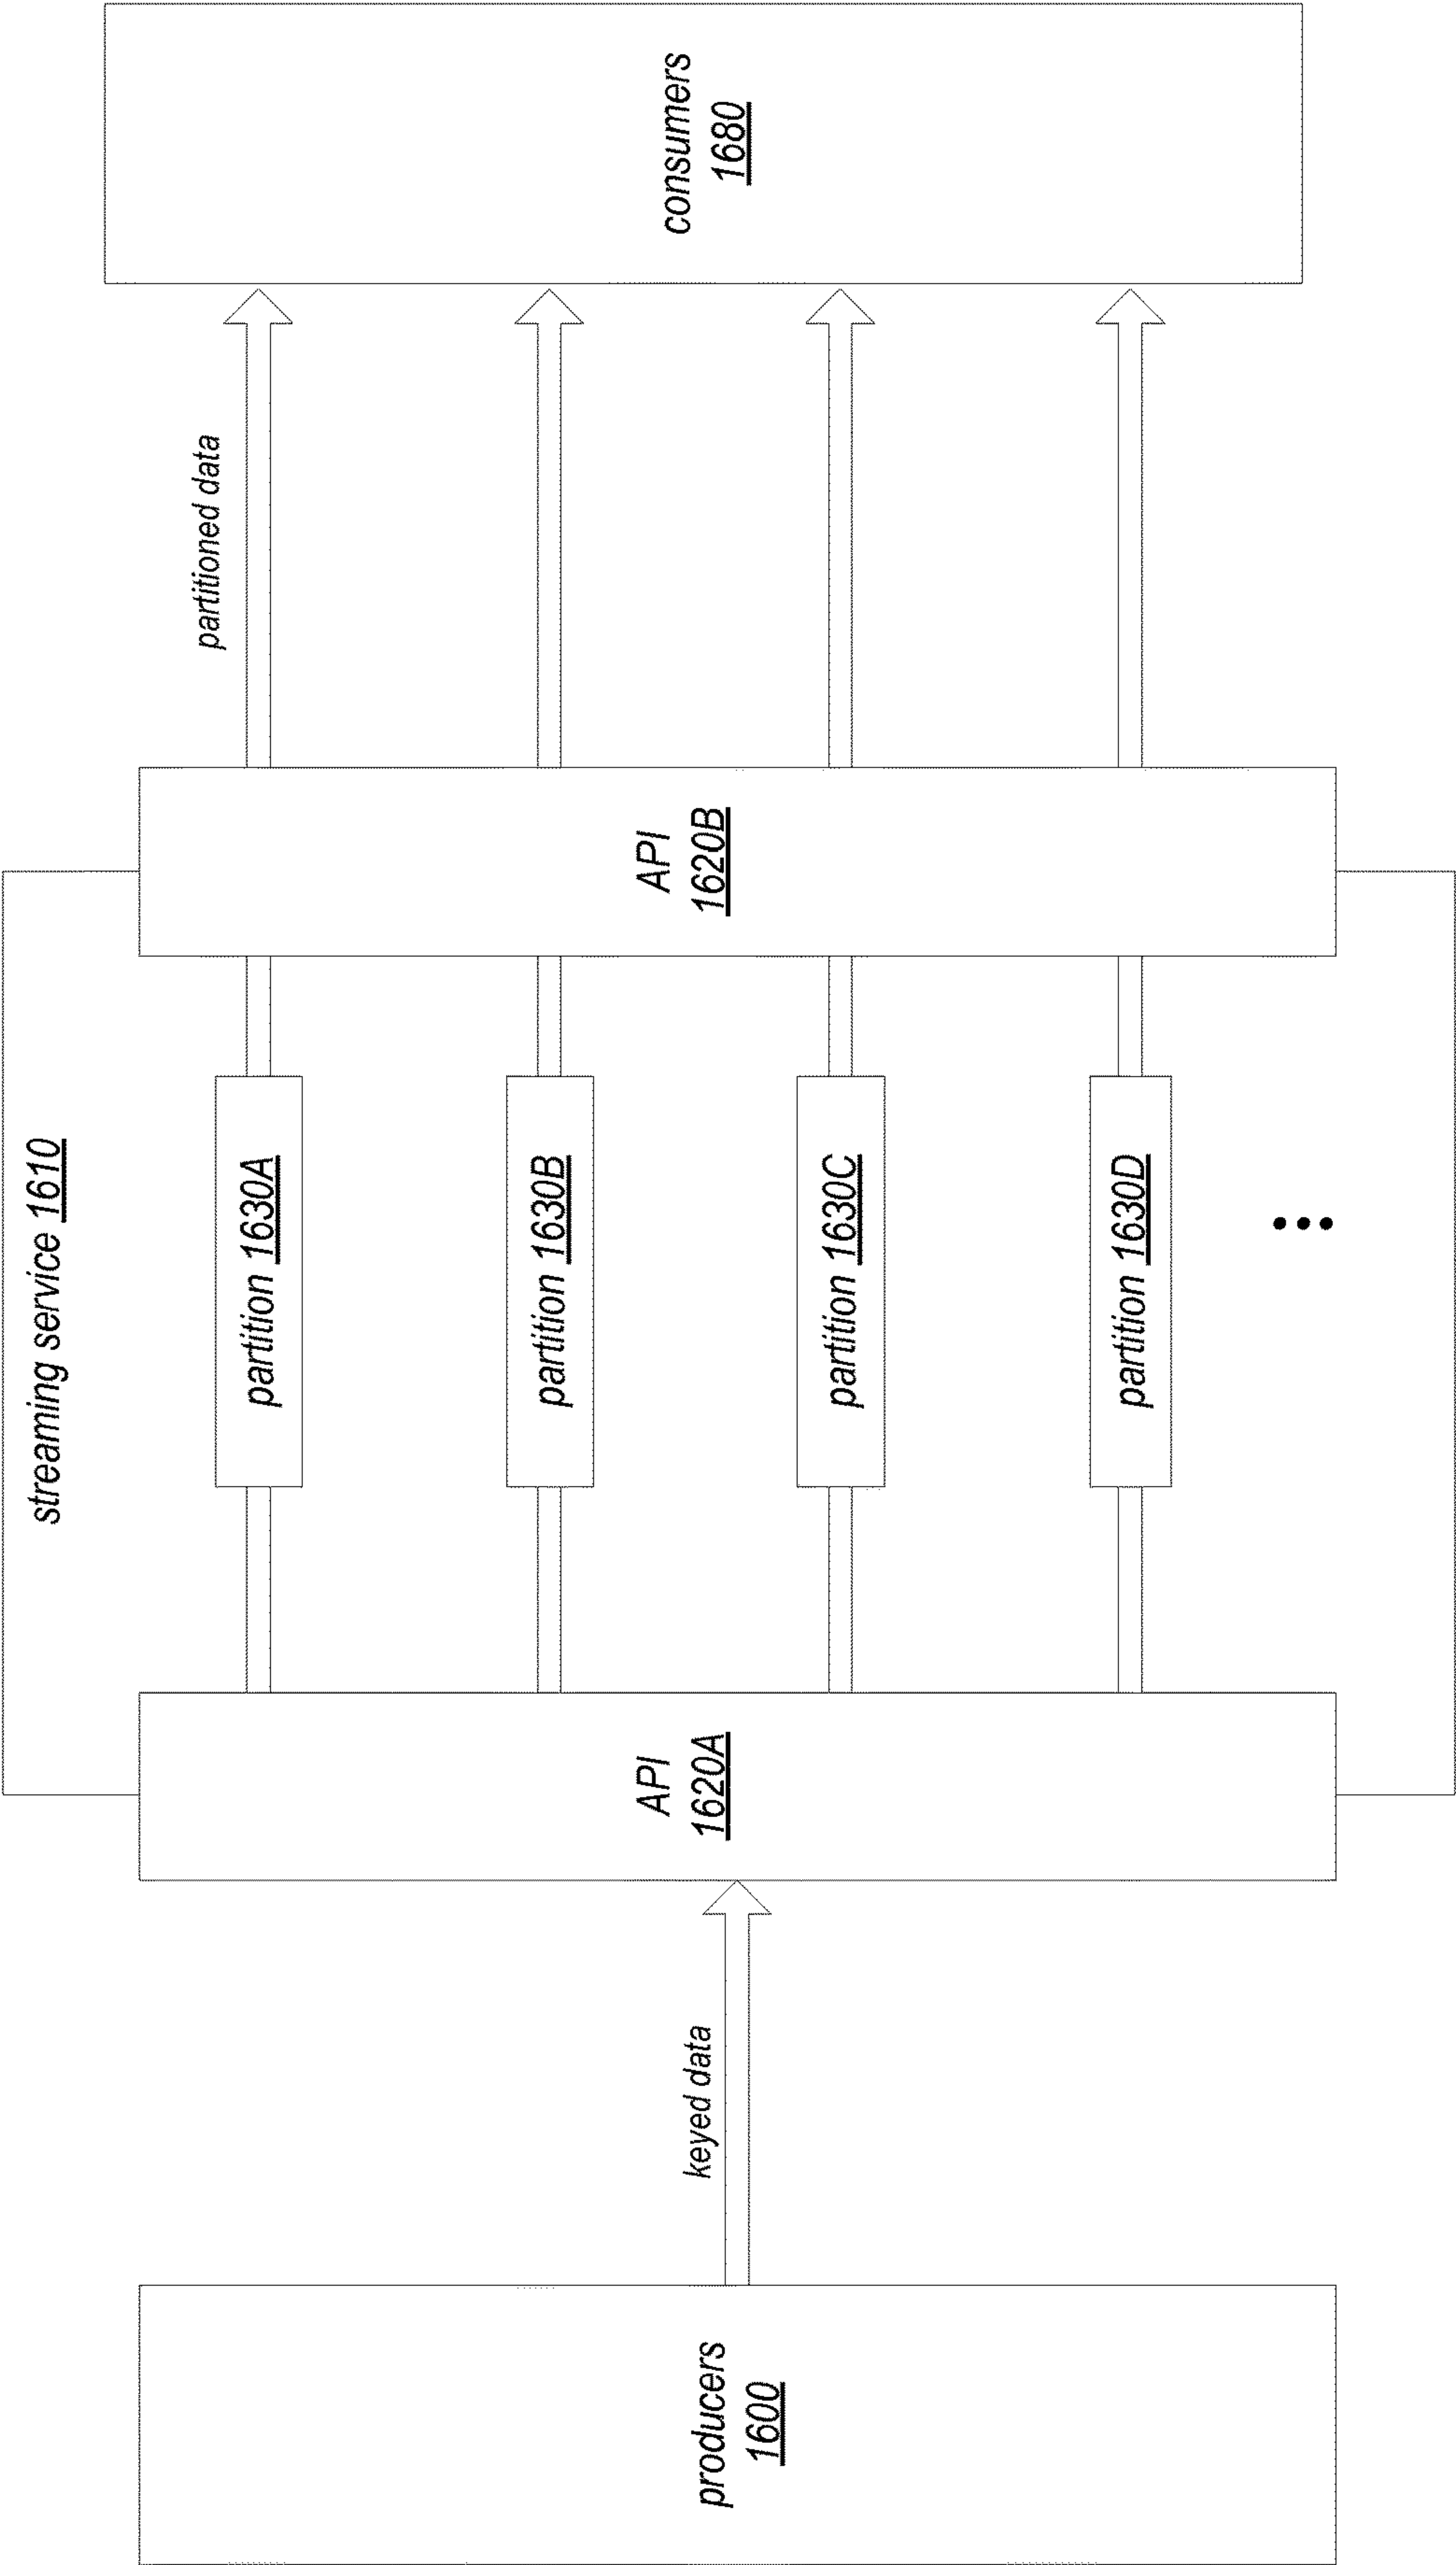 streaming service 1610
producers
1600
keyed data
API
1620A
partition 1630A
partition 1630B
partition 1630C
partition 1630D
API
1620B
partitioned data
consumers
1680